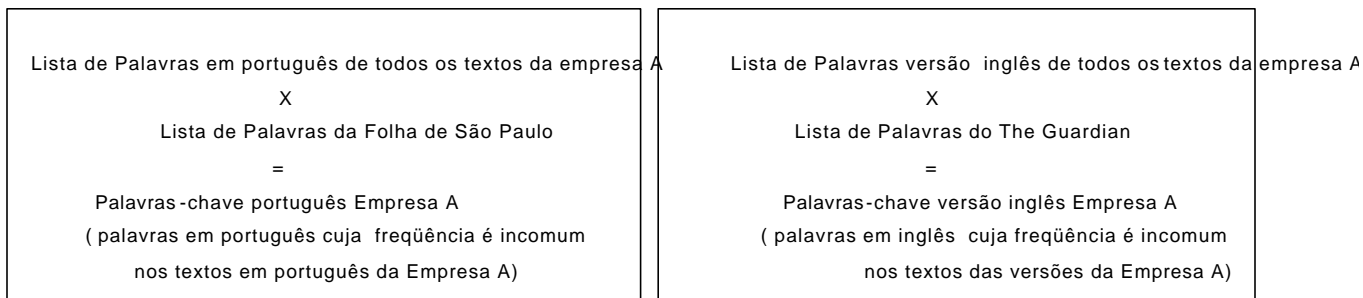 Lista de Palavras em português de todos os textos da empresa A
X
Lista de Palavras da Folha de São Paulo
=
Palavras-chave português Empresa A
( palavras em português cuja freqüência é incomum
nos textos em português da Empresa A)
Lista de Palavras versão inglês de todos os textos da empresa A
X
Lista de Palavras do The Guardian
=
Palavras-chave versão inglês Empresa A
( palavras em inglês cuja freqüência é incomum
nos textos das versões da Empresa A)